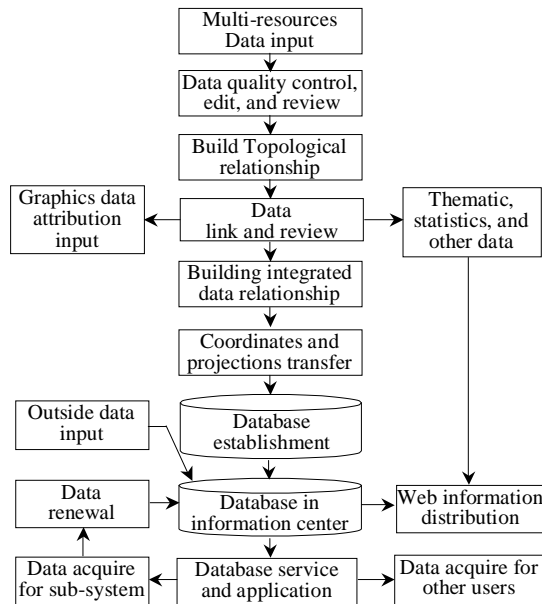 Multi-resources
Data input
Data quality control,
edit, and review
Build Topological
relationship
Graphics data
attribution
input
Data
link and review
Thematic,
statistics, and
other data
Building integrated
data relationship
Coordinates and
projections transfer
Outside data
input
Database
establishment
Data
renewal
Database in
information center
Web information
distribution
Data acquire
for sub-system
Database service
and application
Data acquire for
other users